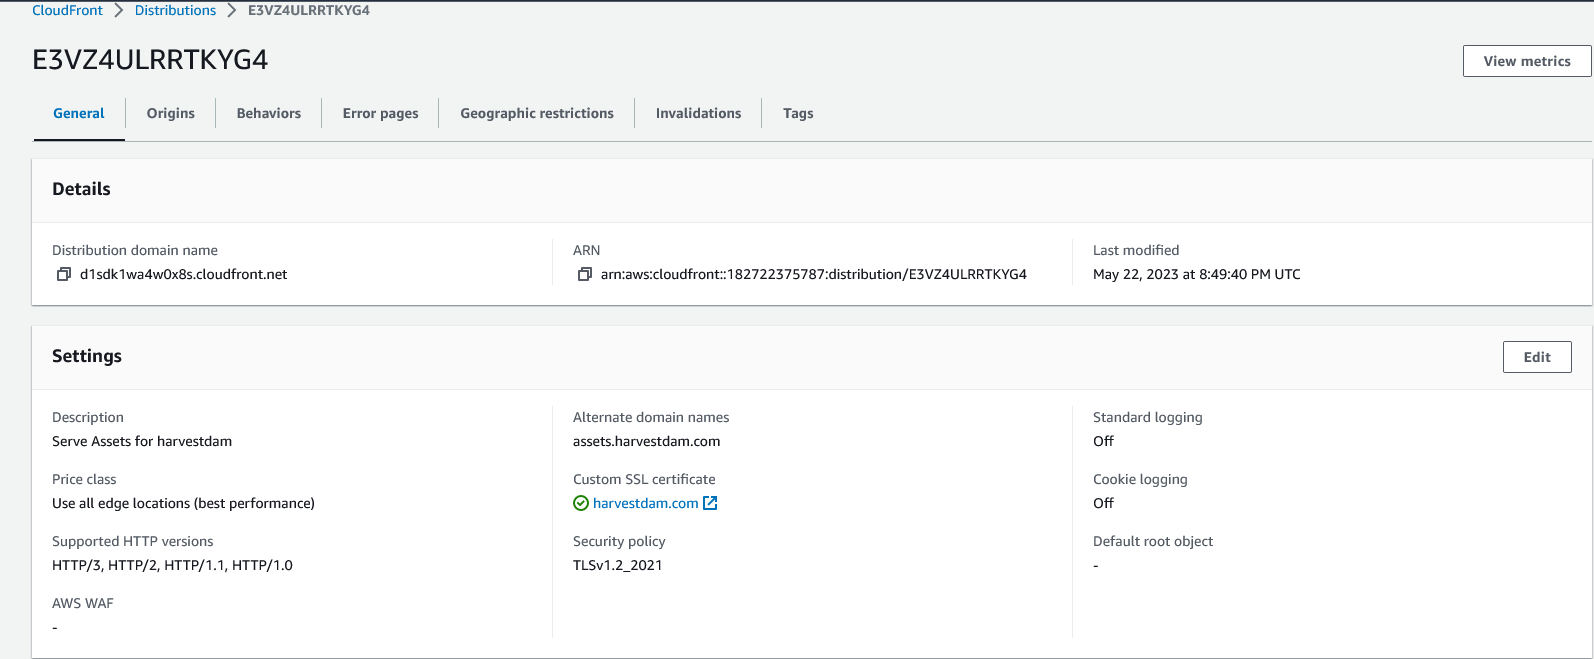 CloudFront > Distributions > E3VZ4ULRRTKYG4
E3VZ4ULRRTKYG4
View metrics
General
Origins
Behaviors
Error pages
Geographic restrictions
Invalidations
Tags
Details
Distribution domain name
d1sdk1wa4w0x8s.cloudfront.net
ARN
arn:aws:cloudfront::182722375787:distribution/E3VZ4ULRRTKYG4
Last modified
May 22, 2023 at 8:49:40 PM UTC
Settings
Edit
Description
Serve Assets for harvestdam
Price class
Use all edge locations (best performance)
Supported HTTP versions
HTTP/3, HTTP/2, HTTP/1.1, HTTP/1.0
AWS WAF
-
Alternate domain names
assets.harvestdam.com
Custom SSL certificate
harvestdam.com
Security policy
TLSv1.2_2021
Standard logging
Off
Cookie logging
Off
Default root object
-